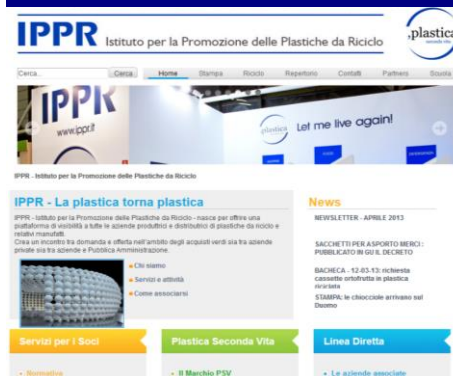 IPPR Istituto per la Promozione delle Plastiche da Riciclo
,plastica
seconda vita
Cerca...
Cerca
Home Stampa Riciclo Repertorio Contatti Partners Scuola
IPPR
www.ippr.it
plastica
Let me live again!
IPPR - Istituto per la Promozione delle Plastiche da Riciclo
IPPR - La plastica torna plastica
IPPR - Istituto per la Promozione delle Plastiche da Riciclo - nasce per offrire una
piattaforma di visibilità a tutte le aziende produttrici e distributrici di plastiche da riciclo e
relativi manufatti.
Crea un incontro tra domanda e offerta nell'ambito degli acquisti verdi sia tra aziende
private sia tra aziende e Pubblica Amministrazione.
Chi siamo
Servizi e attività
Come associarsi
News
NEWSLETTER - APRILE 2013
SACCHETTI PER ASPORTO MERCI :
PUBBLICATO IN GU IL DECRETO
BACHECA - 12-03-13: richiesta
cassette ortofrutta in plastica
riciclata
STAMPA: le chiocciole arrivano sul
Duomo
Servizi per i Soci
Normativa
Plastica Seconda Vita
Il Marchio PSV
Linea Diretta
Le aziende associate